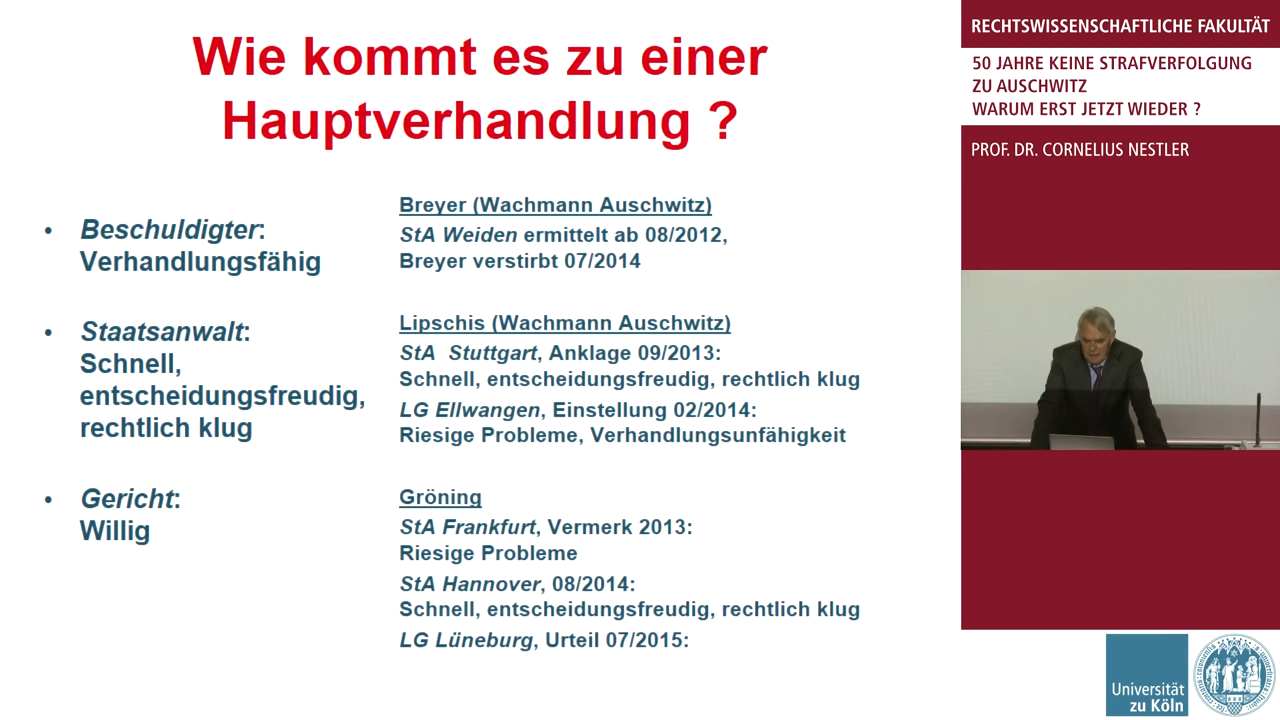 Wie kommt es zu einer
Hauptverhandlung ?
• Beschuldigter:
Verhandlungsfähig
• Staatsanwalt:
Schnell,
entscheidungsfreudig,
rechtlich klug
• Gericht:
Willig
Breyer (Wachmann Auschwitz)
StA Weiden ermittelt ab 08/2012,
Breyer verstirbt 07/2014
Lipschis (Wachmann Auschwitz)
StA Stuttgart, Anklage 09/2013:
Schnell, entscheidungsfreudig, rechtlich klug
LG Ellwangen, Einstellung 02/2014:
Riesige Probleme, Verhandlungsunfähigkeit
Gröning
StA Frankfurt, Vermerk 2013:
Riesige Probleme
StA Hannover, 08/2014:
Schnell, entscheidungsfreudig, rechtlich klug
LG Lüneburg, Urteil 07/2015:
RECHTSWISSENSCHAFTLICHE FAKULTÄT
50 JAHRE KEINE STRAFVERFOLGUNG
ZU AUSCHWITZ
WARUM ERST JETZT WIEDER ?
PROF. DR. CORNELIUS NESTLER
Universität
zu Köln